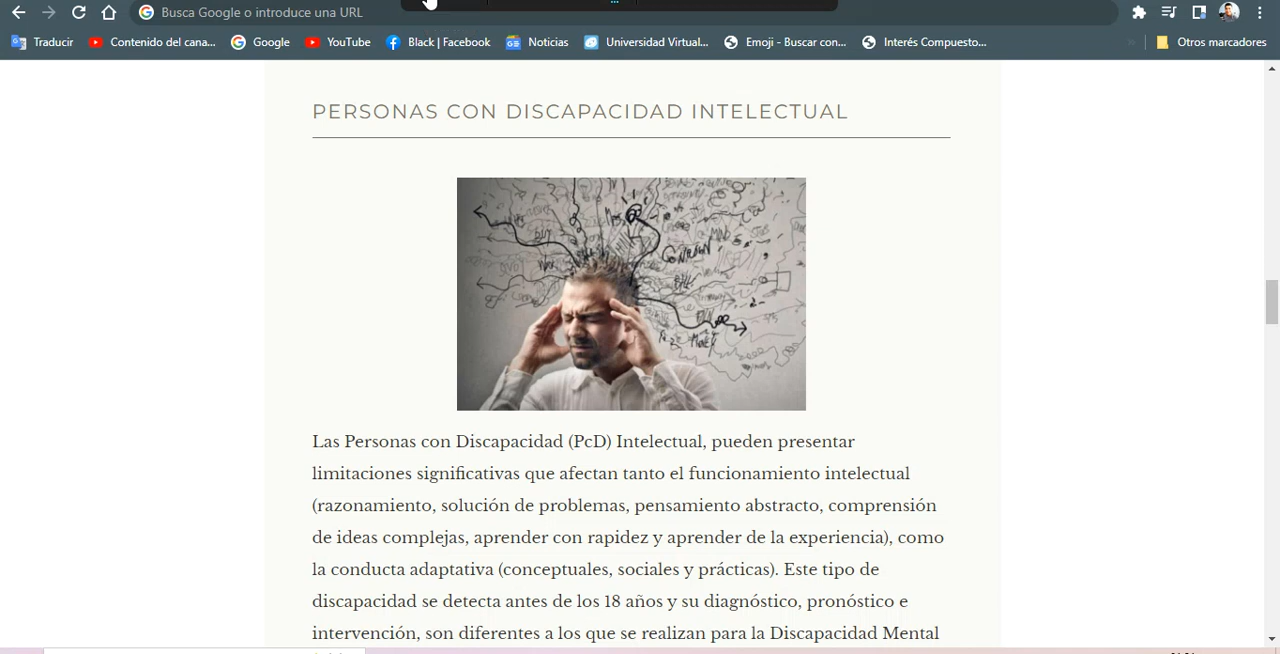 Busca Google o introduce una URL
Traducir
Contenido del cana...
Google
YouTube
Black | Facebook
Noticias
Universidad Virtual...
Emoji - Buscar con...
Interés Compuesto...
Otros marcadores
PERSONAS CON DISCAPACIDAD INTELECTUAL
Las Personas con Discapacidad (PcD) Intelectual, pueden presentar
limitaciones significativas que afectan tanto el funcionamiento intelectual
(razonamiento, solución de problemas, pensamiento abstracto, comprensión
de ideas complejas, aprender con rapidez y aprender de la experiencia), como
la conducta adaptativa (conceptuales, sociales y prácticas). Este tipo de
discapacidad se detecta antes de los 18 años y su diagnóstico, pronóstico e
intervención, son diferentes a los que se realizan para la Discapacidad Mental